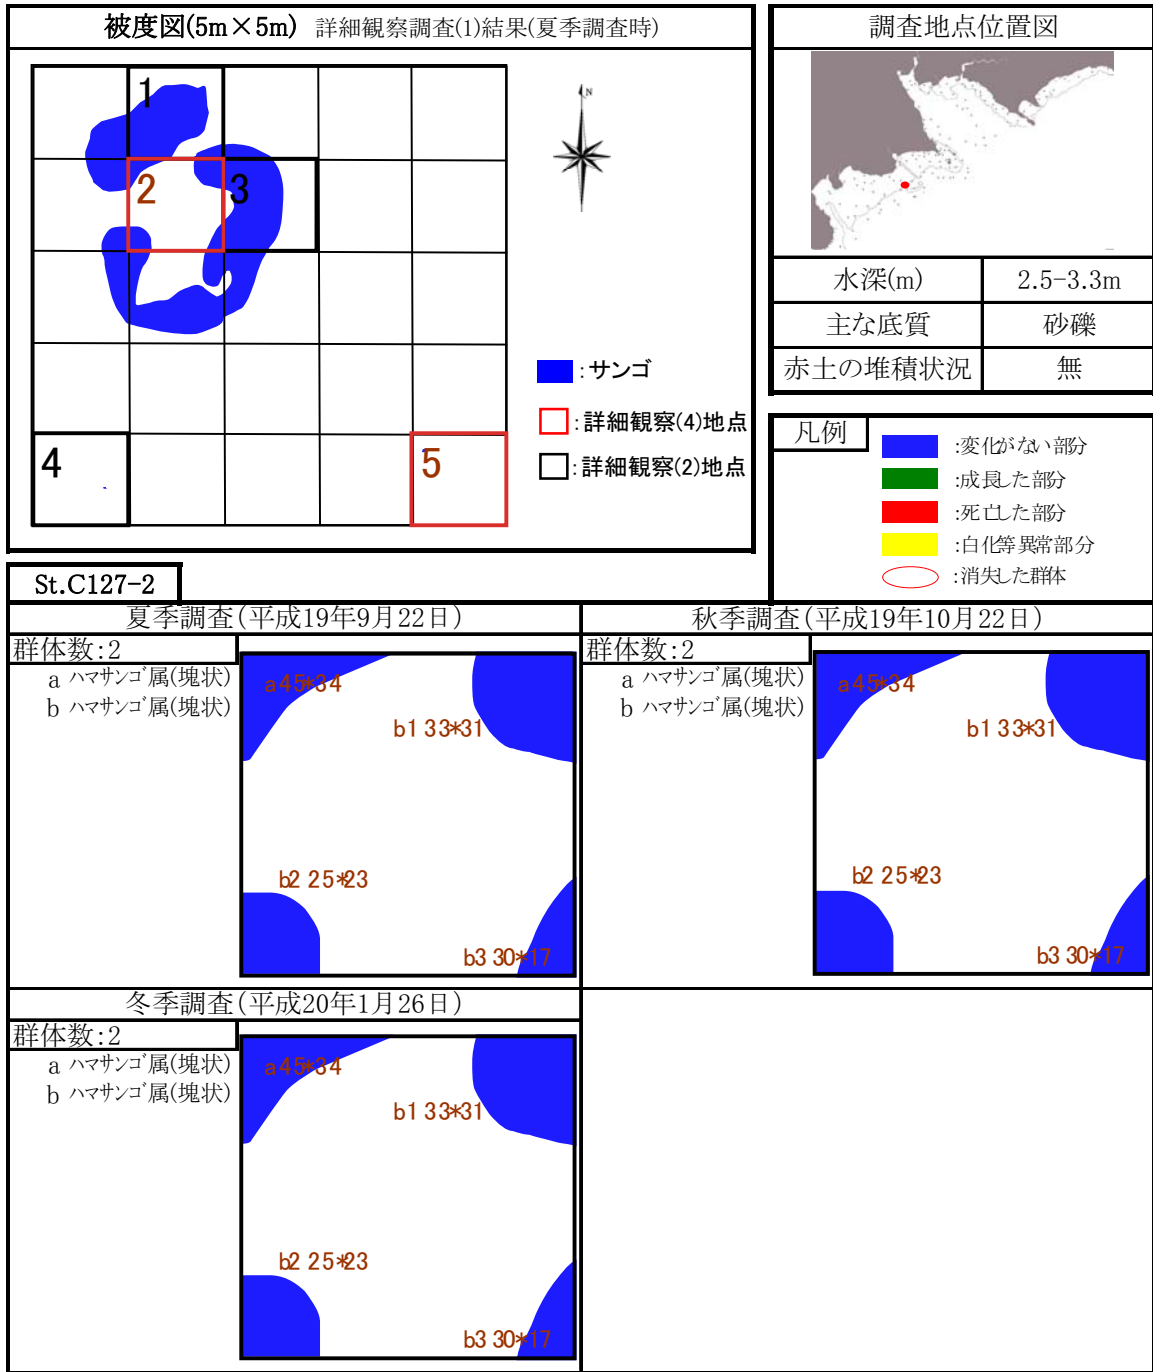 被度図(5m×5m) 詳細観察調査(1)結果(夏季調査時)
1
2
3
4
5
N
:サンゴ
:詳細観察(4)地点
:詳細観察(2)地点
調査地点位置図
水深(m) 2.5-3.3m
主な底質 砂礫
赤土の堆積状況 無
凡例
:変化がない部分
:成長した部分
:死亡した部分
:白化等異常部分
:消失した群体
St.C127-2
夏季調査(平成19年9月22日)
群体数:2
a ハマサンゴ属(塊状)
b ハマサンゴ属(塊状)
a45*34
b1 33*31
b2 25*23
b3 30*17
秋季調査(平成19年10月22日)
群体数:2
a ハマサンゴ属(塊状)
b ハマサンゴ属(塊状)
a45*34
b1 33*31
b2 25*23
b3 30*17
冬季調査(平成20年1月26日)
群体数:2
a ハマサンゴ属(塊状)
b ハマサンゴ属(塊状)
a45*34
b1 33*31
b2 25*23
b3 30*17